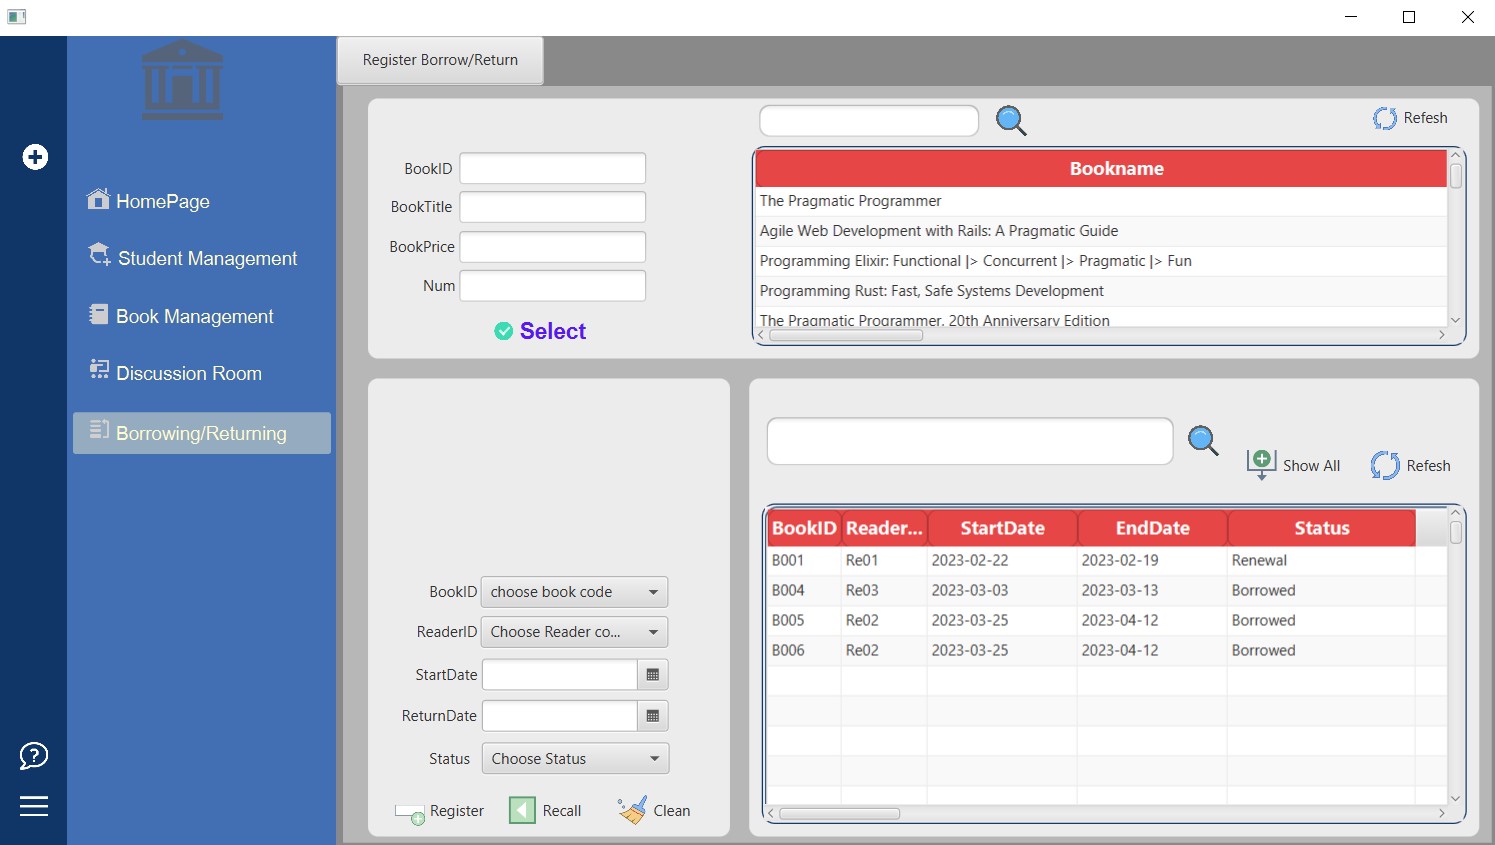 Register Borrow/Return
HomePage
Student Management
Book Management
Discussion Room
Borrowing/Returning
BookID
BookTitle
BookPrice
Num
Select
Refesh
Bookname
The Pragmatic Programmer
Agile Web Development with Rails: A Pragmatic Guide
Programming Elixir: Functional |> Concurrent |> Pragmatic |> Fun
Programming Rust: Fast, Safe Systems Development
The Pragmatic Programmer, 20th Anniversary Edition
BookID choose book code
ReaderID Choose Reader co...
StartDate
ReturnDate
Status Choose Status
Register Recall Clean
Show All Refesh
BookID Reader... StartDate EndDate Status
B001 Re01 2023-02-22 2023-02-19 Renewal
B004 Re03 2023-03-03 2023-03-13 Borrowed
B005 Re02 2023-03-25 2023-04-12 Borrowed
B006 Re02 2023-03-25 2023-04-12 Borrowed